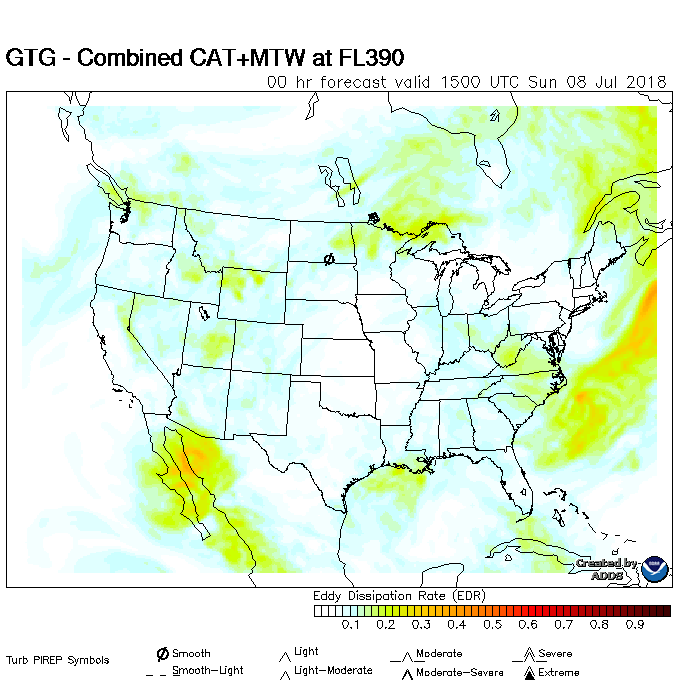 GTG - Combined CAT+MTW at FL390
00 hr forecast valid 1500 UTC Sun 08 Jul 2018
Created by
ADDS
Eddy Dissipation Rate (EDR)
0.1 0.2 0.3 0.4 0.5 0.6 0.7 0.8 0.9
Turb PIREP Symbols
Smooth Light Moderate Severe
Smooth-Light Light-Moderate Moderate-Severe Extreme